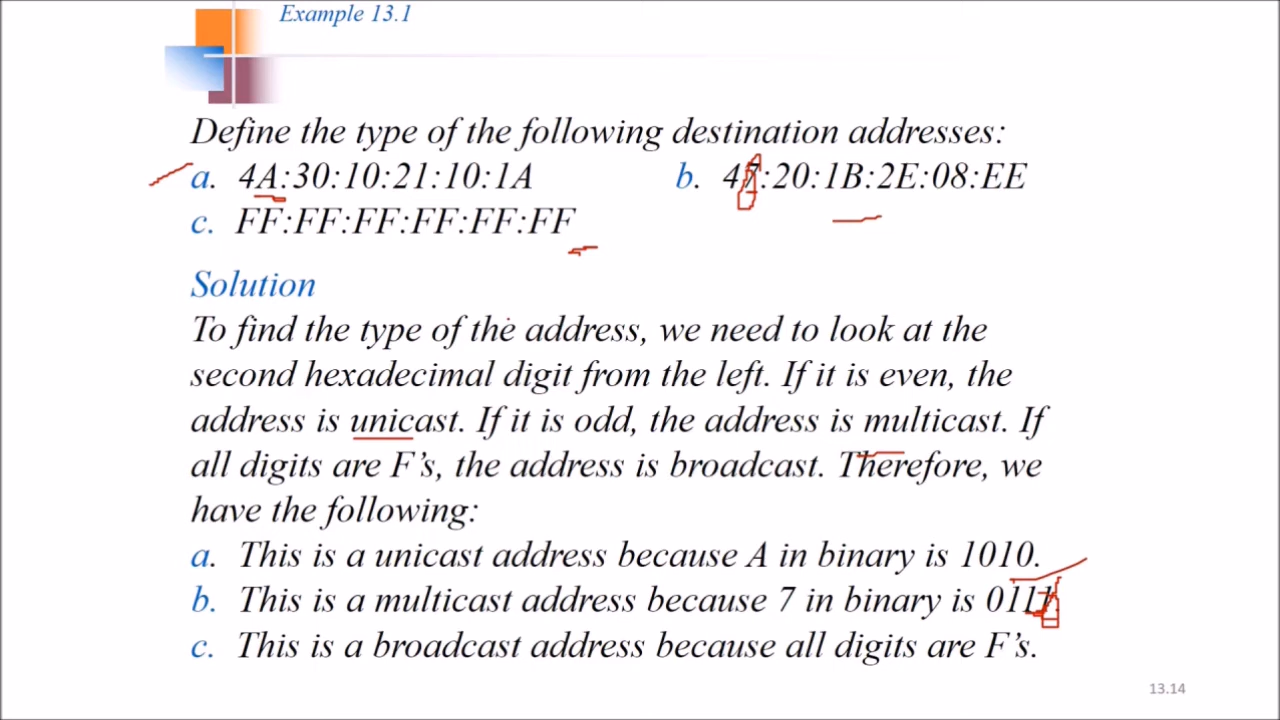 Example 13.1
Define the type of the following destination addresses:
a. 4A:30:10:21:10:1A b. 47:20:1B:2E:08:EE
c. FF:FF:FF:FF:FF:FF
Solution
To find the type of the address, we need to look at the
second hexadecimal digit from the left. If it is even, the
address is unicast. If it is odd, the address is multicast. If
all digits are F’s, the address is broadcast. Therefore, we
have the following:
a. This is a unicast address because A in binary is 1010.
b. This is a multicast address because 7 in binary is 0111.
c. This is a broadcast address because all digits are F’s.
13.14